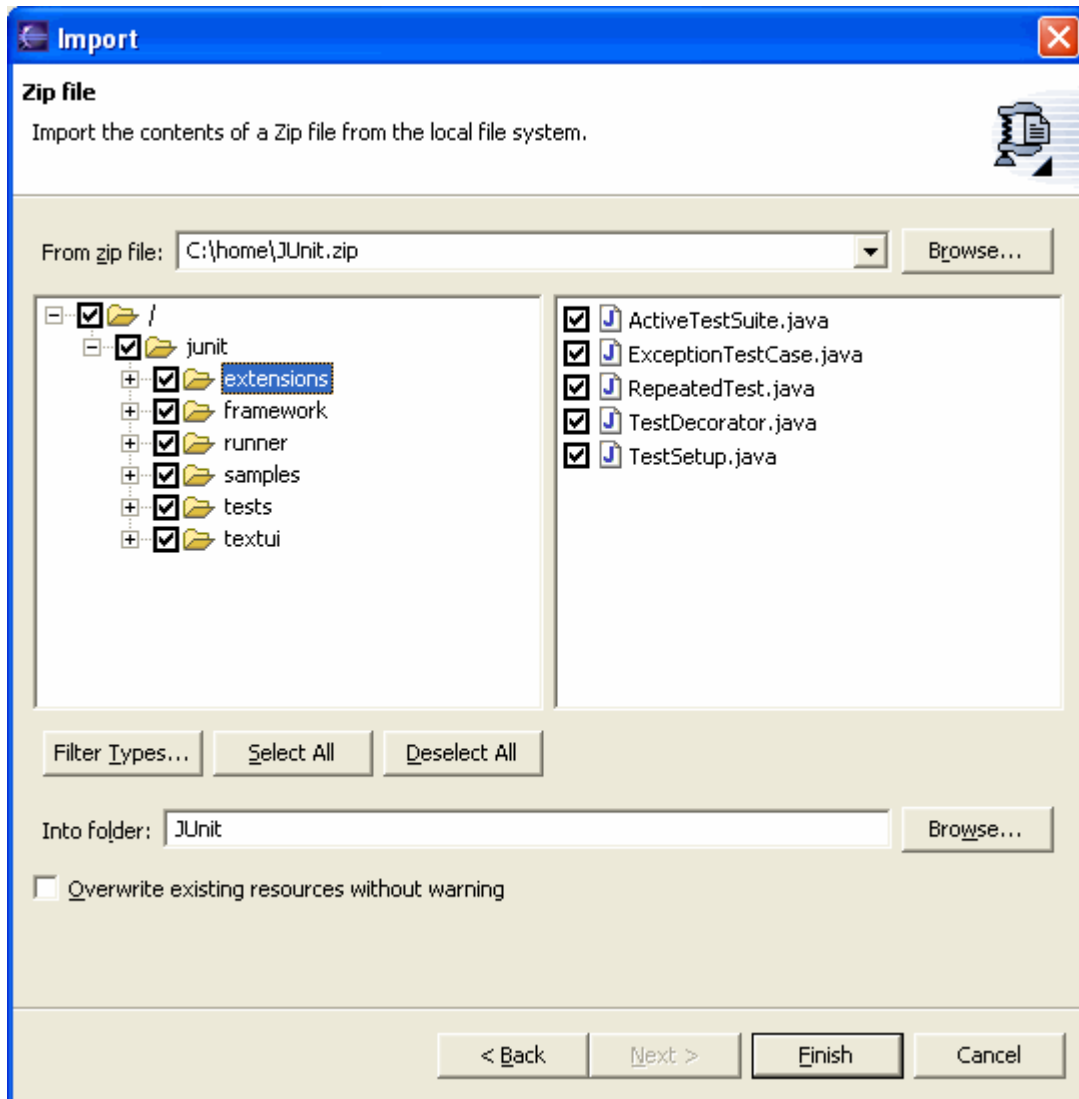 Import
Zip file
Import the contents of a Zip file from the local file system.
From zip file: C:\home\JUnit.zip Browse...
/
junit
extensions
framework
runner
samples
tests
textui
ActiveTestSuite.java
ExceptionTestCase.java
RepeatedTest.java
TestDecorator.java
TestSetup.java
Filter Types... Select All Deselect All
Into folder: JUnit Browse...
Overwrite existing resources without warning
< Back Next > Finish Cancel